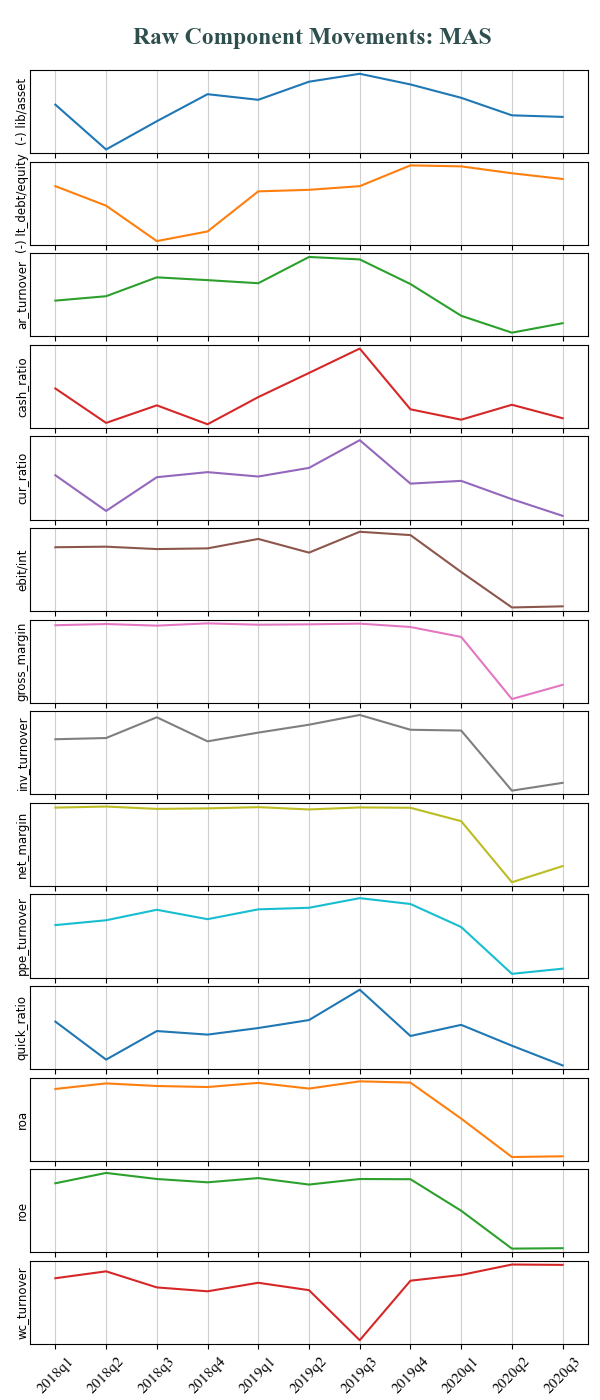 Raw Component Movements: MAS
(-) lib/asset
(-) lt_debt/equity
ar_turnover
cash_ratio
cur_ratio
ebit/int
gross_margin
inv_turnover
net_margin
ppe_turnover
quick_ratio
roa
roe
wc_turnover
2018q1
2018q2
2018q3
2018q4
2019q1
2019q2
2019q3
2019q4
2020q1
2020q2
2020q3